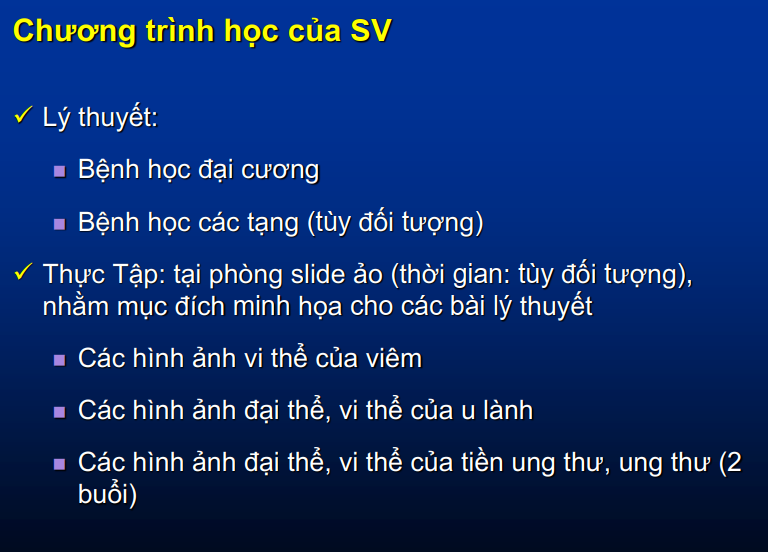 Chương trình học của SV
Lý thuyết:
Bệnh học đại cương
Bệnh học các tạng (tùy đối tượng)
Thực Tập: tại phòng slide ảo (thời gian: tùy đối tượng),
nhằm mục đích minh họa cho các bài lý thuyết
Các hình ảnh vi thể của viêm
Các hình ảnh đại thể, vi thể của u lành
Các hình ảnh đại thể, vi thể của tiền ung thư, ung thư (2
buổi)